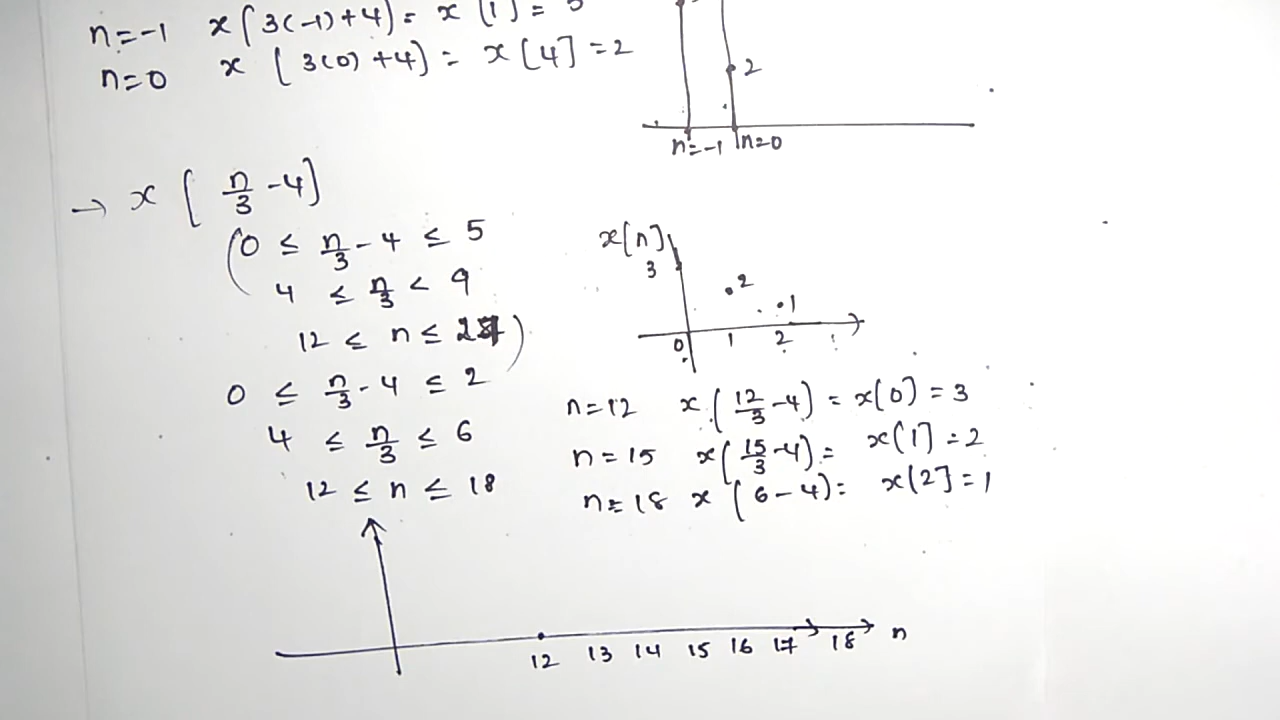 n=-1 x[3(-1)+4) = x[1] = 5
n=0 x [3(0)+4) = x[4] = 2
2
n=-1 n=0
→ x [n/3 -4]
(0 ≤ n/3 - 4 ≤ 5
4 ≤ n/3 < 9
12 ≤ n ≤ 27)
0 ≤ n/3 - 4 ≤ 2
4 ≤ n/3 ≤ 6
12 ≤ n ≤ 18
x[n]
3
2
1
0 1 2
n=12 x(12/3 -4) = x(0) = 3
n=15 x(15/3 -4) = x(1] = 2
n=18 x (6-4) = x(2] = 1
12 13 14 15 16 17 18 n